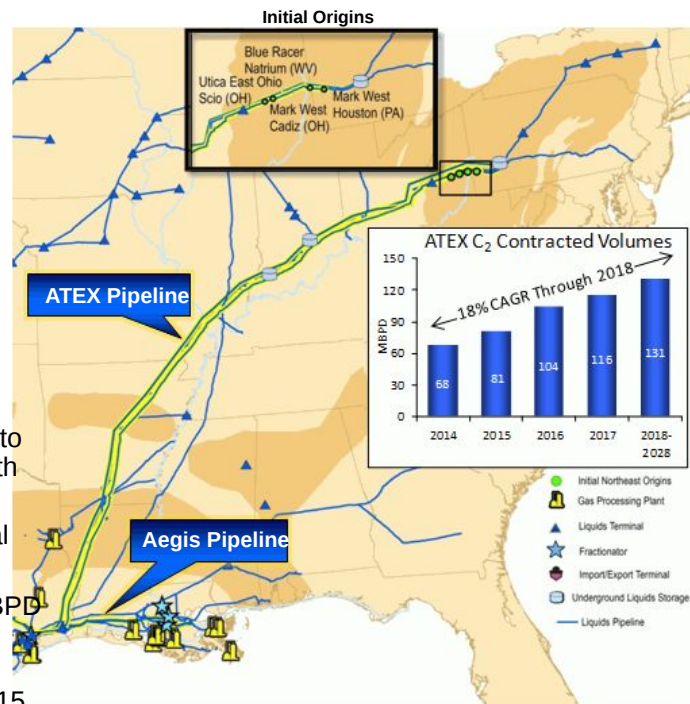 Initial Origins
Blue Racer
Natrium (WV)
Utica East Ohio
Scio (OH)
Mark West
Cadiz (OH)
Mark West
Houston (PA)
ATEX C2 Contracted Volumes
18% CAGR Through 2018
MBPD
150
120
90
60
30
0
68
81
104
116
131
2014
2015
2016
2017
2018-
2028
ATEX Pipeline
Aegis Pipeline
to
Initial Northeast Origins
Gas Processing Plant
Liquids Terminal
Fractionator
Import/Export Terminal
Underground Liquids Storage
Liquids Pipeline